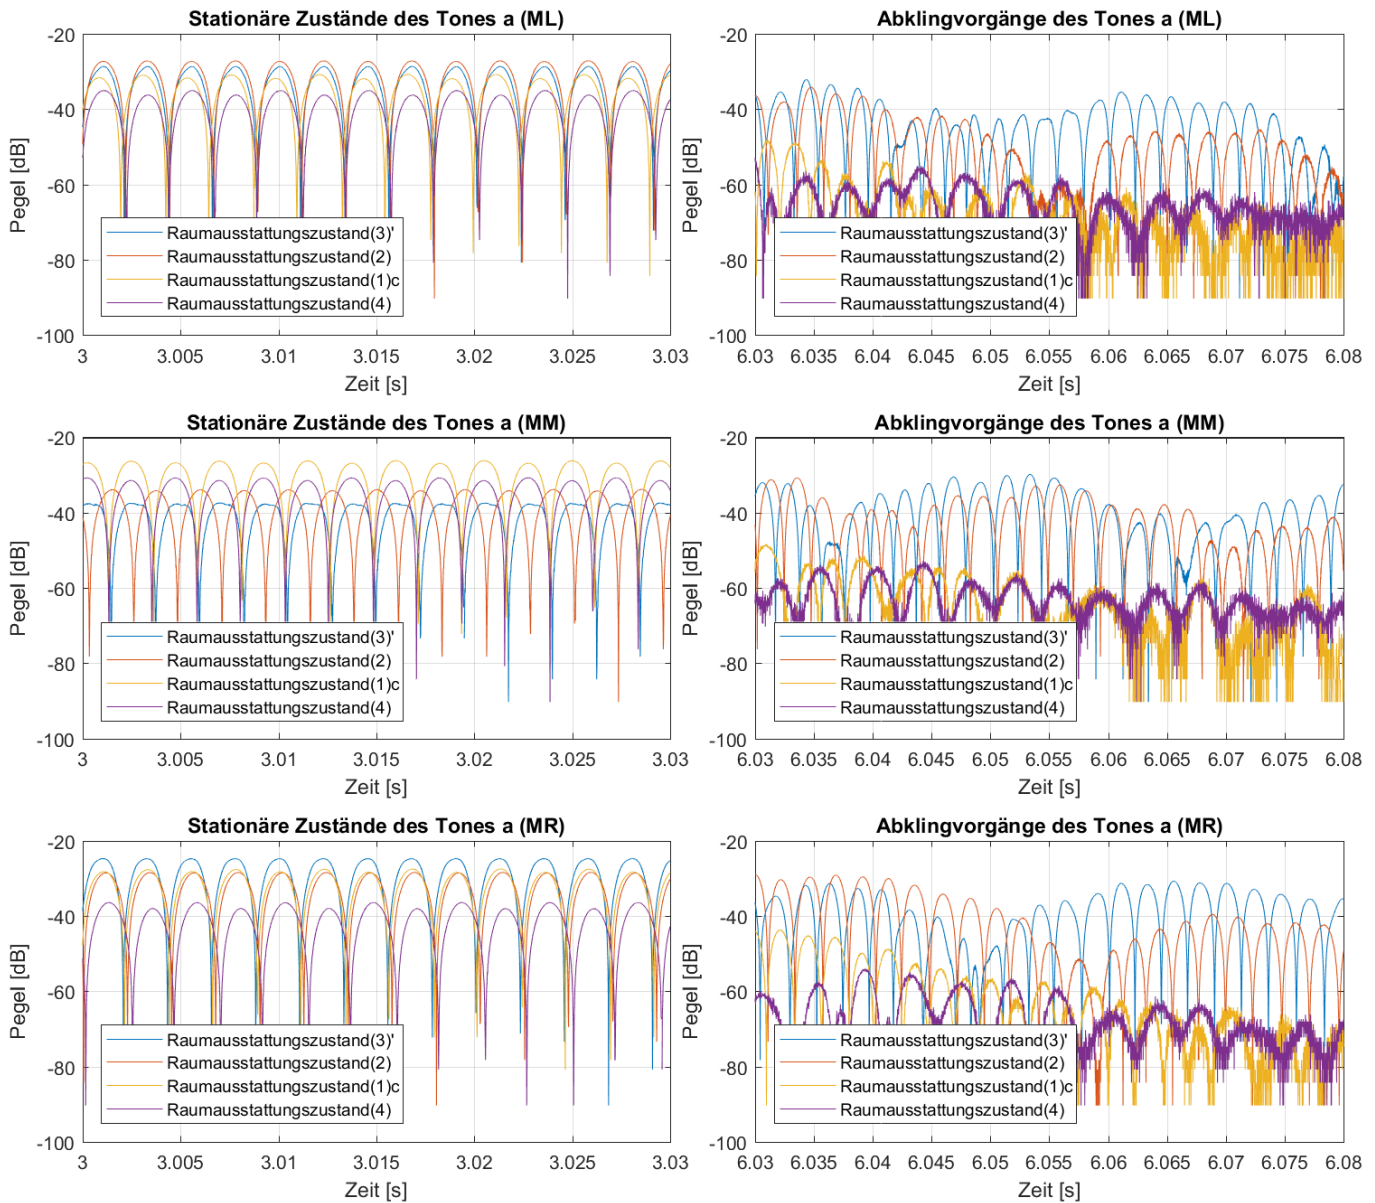 Stationäre Zustände des Tones a (ML)
Pegel [dB]
-20
-40
-60
-80
-100
Raumausstattungszustand(3)'
Raumausstattungszustand(2)
Raumausstattungszustand(1)c
Raumausstattungszustand(4)
3 3.005 3.01 3.015 3.02 3.025 3.03
Zeit [s]
Abklingvorgänge des Tones a (ML)
Pegel [dB]
-20
-40
-60
-80
-100
Raumausstattungszustand(3)'
Raumausstattungszustand(2)
Raumausstattungszustand(1)c
Raumausstattungszustand(4)
6.03 6.035 6.04 6.045 6.05 6.055 6.06 6.065 6.07 6.075 6.08
Zeit [s]
Stationäre Zustände des Tones a (MM)
Pegel [dB]
-20
-40
-60
-80
-100
Raumausstattungszustand(3)'
Raumausstattungszustand(2)
Raumausstattungszustand(1)c
Raumausstattungszustand(4)
3 3.005 3.01 3.015 3.02 3.025 3.03
Zeit [s]
Abklingvorgänge des Tones a (MM)
Pegel [dB]
-20
-40
-60
-80
-100
Raumausstattungszustand(3)'
Raumausstattungszustand(2)
Raumausstattungszustand(1)c
Raumausstattungszustand(4)
6.03 6.035 6.04 6.045 6.05 6.055 6.06 6.065 6.07 6.075 6.08
Zeit [s]
Stationäre Zustände des Tones a (MR)
Pegel [dB]
-20
-40
-60
-80
-100
Raumausstattungszustand(3)'
Raumausstattungszustand(2)
Raumausstattungszustand(1)c
Raumausstattungszustand(4)
3 3.005 3.01 3.015 3.02 3.025 3.03
Zeit [s]
Abklingvorgänge des Tones a (MR)
Pegel [dB]
-20
-40
-60
-80
-100
Raumausstattungszustand(3)'
Raumausstattungszustand(2)
Raumausstattungszustand(1)c
Raumausstattungszustand(4)
6.03 6.035 6.04 6.045 6.05 6.055 6.06 6.065 6.07 6.075 6.08
Zeit [s]